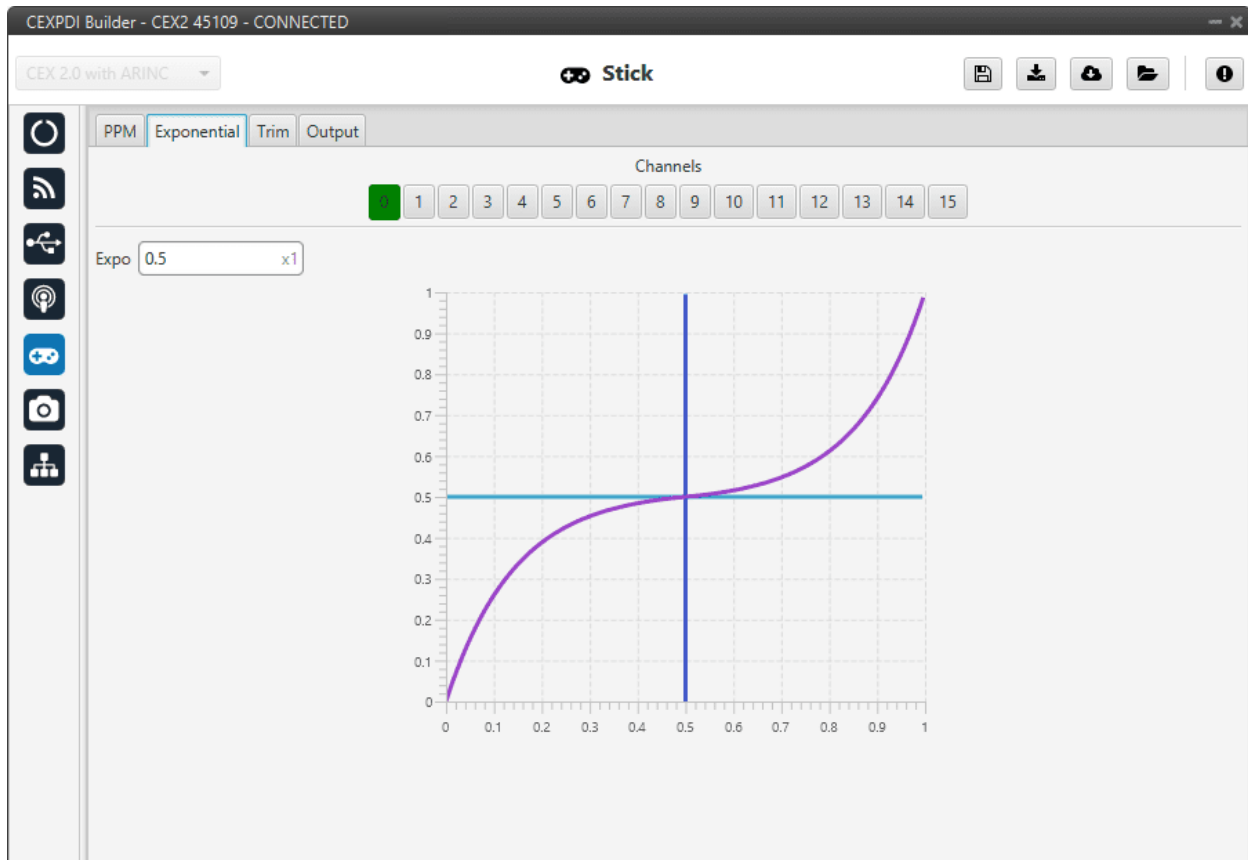 CEXPDI Builder - CEX2 45109 - CONNECTED
CEX 2.0 with ARINC
Stick
PPM Exponential Trim Output
Channels
0 1 2 3 4 5 6 7 8 9 10 11 12 13 14 15
Expo 0.5 x1
1
0.9
0.8
0.7
0.6
0.5
0.4
0.3
0.2
0.1
0
0 0.1 0.2 0.3 0.4 0.5 0.6 0.7 0.8 0.9 1